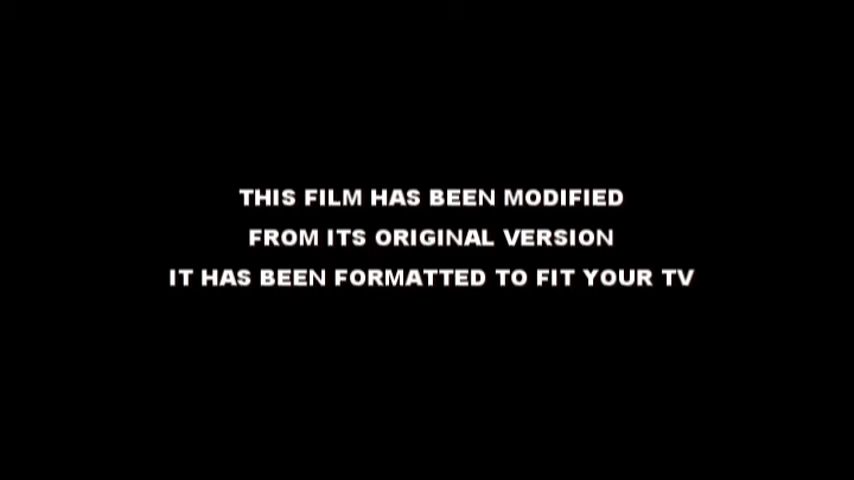 THIS FILM HAS BEEN MODIFIED
FROM ITS ORIGINAL VERSION
IT HAS BEEN FORMATTED TO FIT YOUR TV